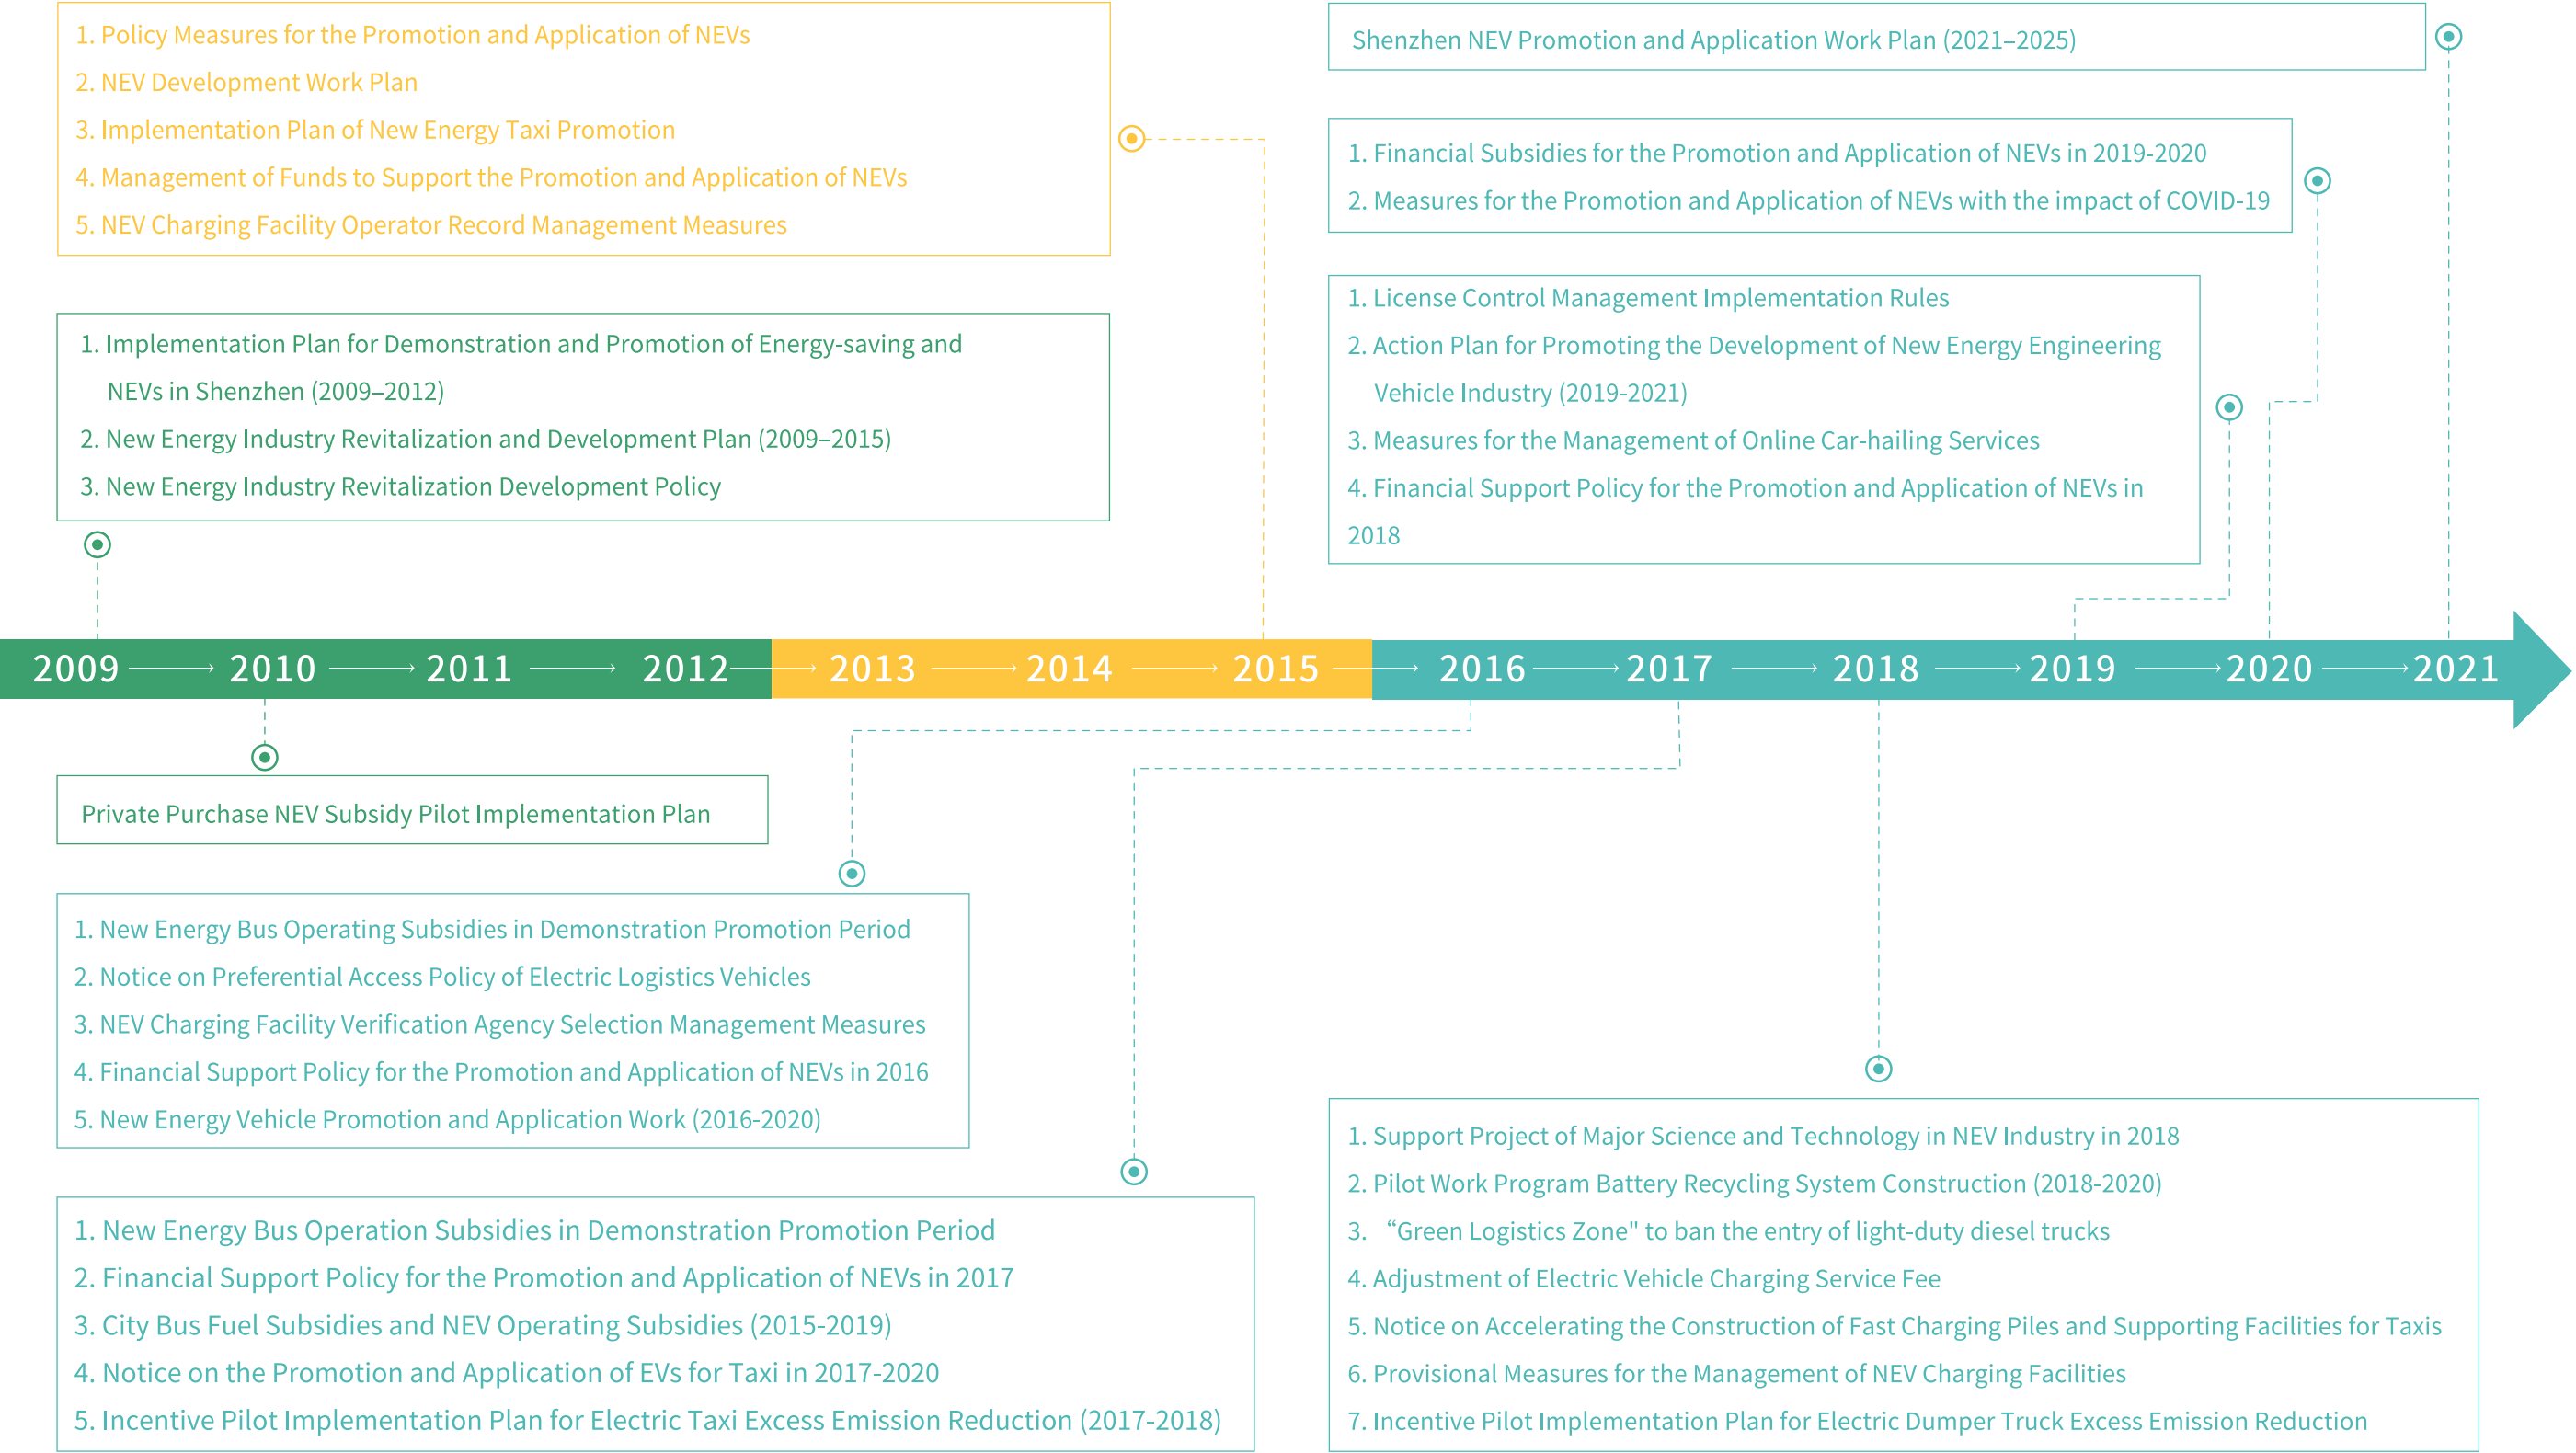 1. Policy Measures for the Promotion and Application of NEVs
2. NEV Development Work Plan
3. Implementation Plan of New Energy Taxi Promotion
4. Management of Funds to Support the Promotion and Application of NEVs
5. NEV Charging Facility Operator Record Management Measures
1. Implementation Plan for Demonstration and Promotion of Energy-saving and
NEVs in Shenzhen (2009–2012)
2. New Energy Industry Revitalization and Development Plan (2009–2015)
3. New Energy Industry Revitalization Development Policy
Shenzhen NEV Promotion and Application Work Plan (2021–2025)
1. Financial Subsidies for the Promotion and Application of NEVs in 2019-2020
2. Measures for the Promotion and Application of NEVs with the impact of COVID-19
1. License Control Management Implementation Rules
2. Action Plan for Promoting the Development of New Energy Engineering
Vehicle Industry (2019-2021)
3. Measures for the Management of Online Car-hailing Services
4. Financial Support Policy for the Promotion and Application of NEVs in
2018
2009 2010 2011 2012 2013 2014 2015 2016 2017 2018 2019 2020 2021
Private Purchase NEV Subsidy Pilot Implementation Plan
1. New Energy Bus Operating Subsidies in Demonstration Promotion Period
2. Notice on Preferential Access Policy of Electric Logistics Vehicles
3. NEV Charging Facility Verification Agency Selection Management Measures
4. Financial Support Policy for the Promotion and Application of NEVs in 2016
5. New Energy Vehicle Promotion and Application Work (2016-2020)
1. New Energy Bus Operation Subsidies in Demonstration Promotion Period
2. Financial Support Policy for the Promotion and Application of NEVs in 2017
3. City Bus Fuel Subsidies and NEV Operating Subsidies (2015-2019)
4. Notice on the Promotion and Application of EVs for Taxi in 2017-2020
5. Incentive Pilot Implementation Plan for Electric Taxi Excess Emission Reduction (2017-2018)
1. Support Project of Major Science and Technology in NEV Industry in 2018
2. Pilot Work Program Battery Recycling System Construction (2018-2020)
3. “Green Logistics Zone" to ban the entry of light-duty diesel trucks
4. Adjustment of Electric Vehicle Charging Service Fee
5. Notice on Accelerating the Construction of Fast Charging Piles and Supporting Facilities for Taxis
6. Provisional Measures for the Management of NEV Charging Facilities
7. Incentive Pilot Implementation Plan for Electric Dumper Truck Excess Emission Reduction